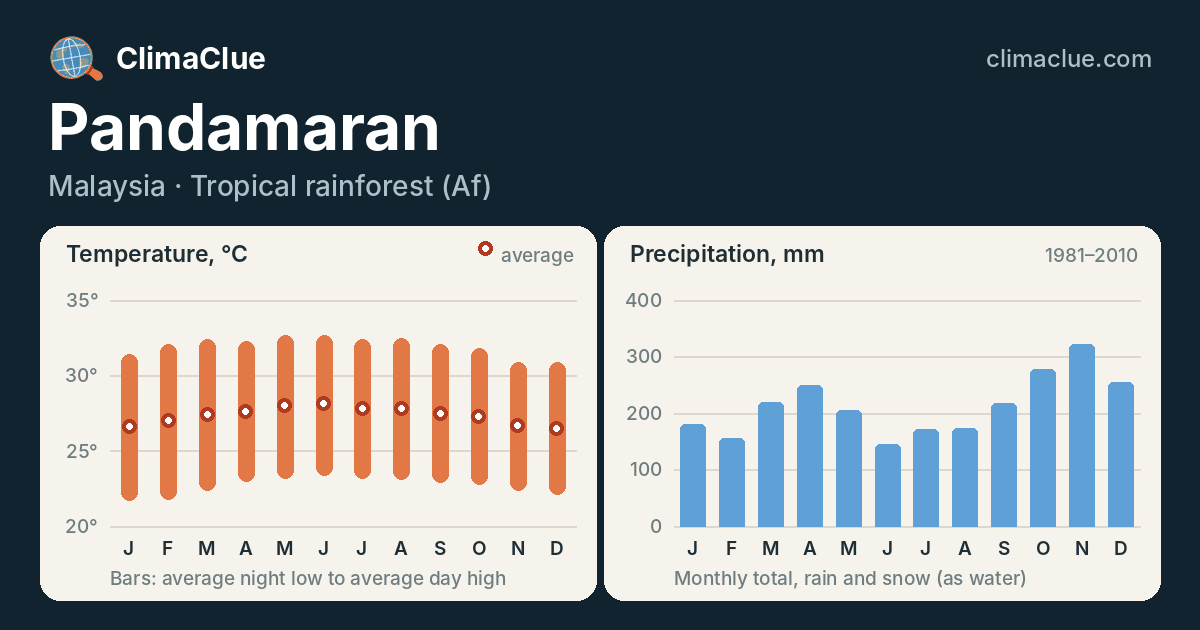 ClimaClue
climaclue.com
Pandamaran
Malaysia · Tropical rainforest (Af)
Temperature, °C
average
35°
30°
25°
20°
J F M A M J J A S O N D
Bars: average night low to average day high
Precipitation, mm
1981–2010
400
300
200
100
0
J F M A M J J A S O N D
Monthly total, rain and snow (as water)